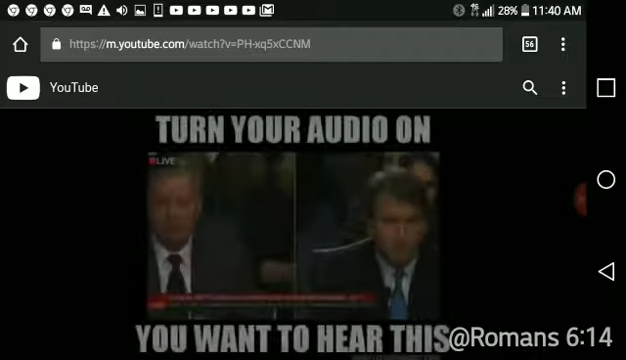 28% 11:40 AM
https://m.youtube.com/watch?v=PH-xq5xCCNM
56
YouTube
TURN YOUR AUDIO ON
LIVE
YOU WANT TO HEAR THIS
@Romans 6:14